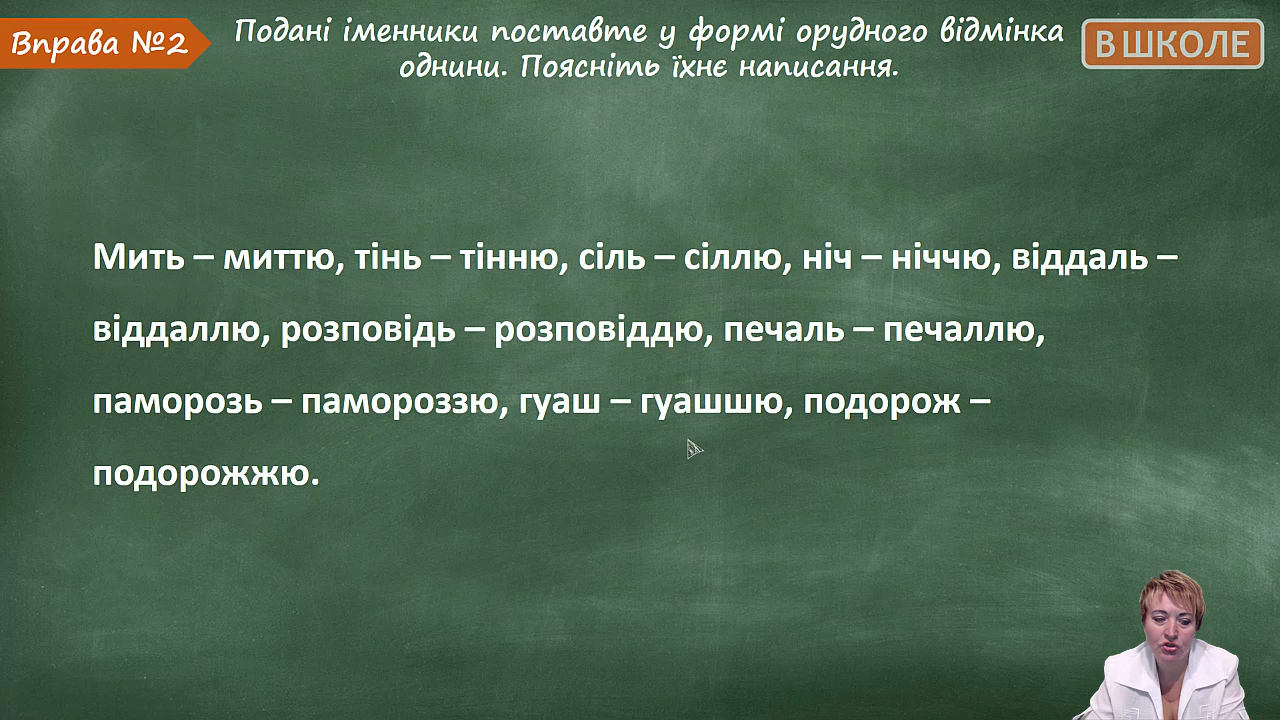 Вправа №2
Подані іменники поставте у формі орудного відмінка
однини. Поясніть їхнє написання.
В ШКОЛЕ
Мить – миттю, тінь – тінню, сіль – сіллю, ніч – ніччю, віддаль –
віддаллю, розповідь – розповіддю, печаль – печаллю,
паморозь – памороззю, гуаш – гуашшю, подорож –
подорожжю.